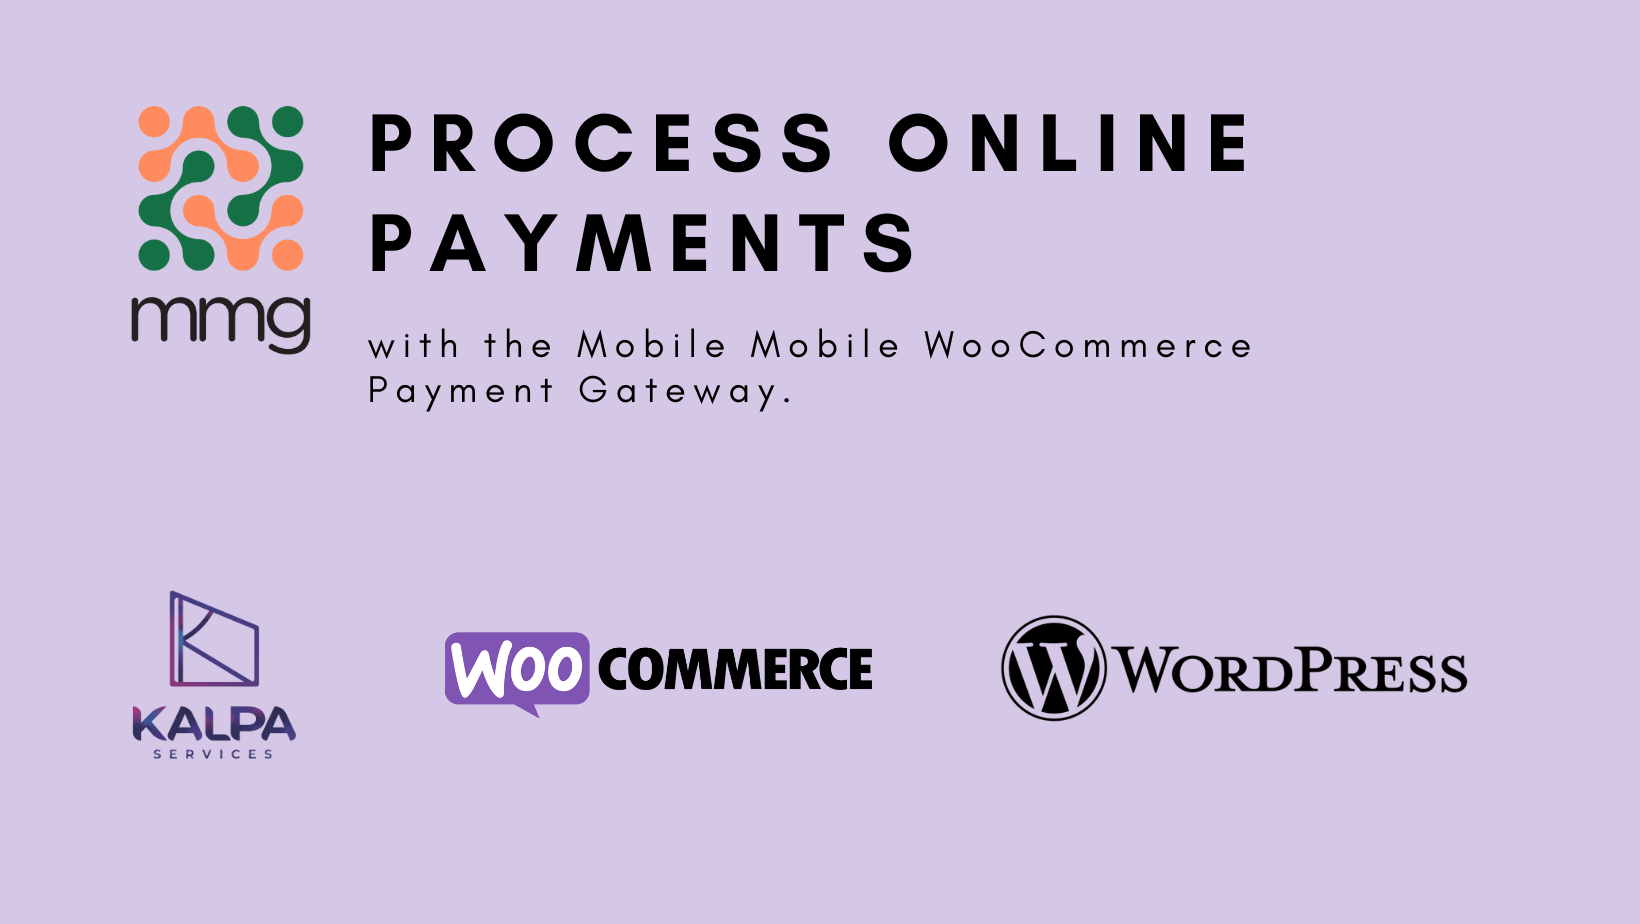 PROCESS ONLINE
PAYMENTS
mmg
with the Mobile Mobile WooCommerce
Payment Gateway.
KALPA
SERVICES
WOO COMMERCE
W WORDPRESS